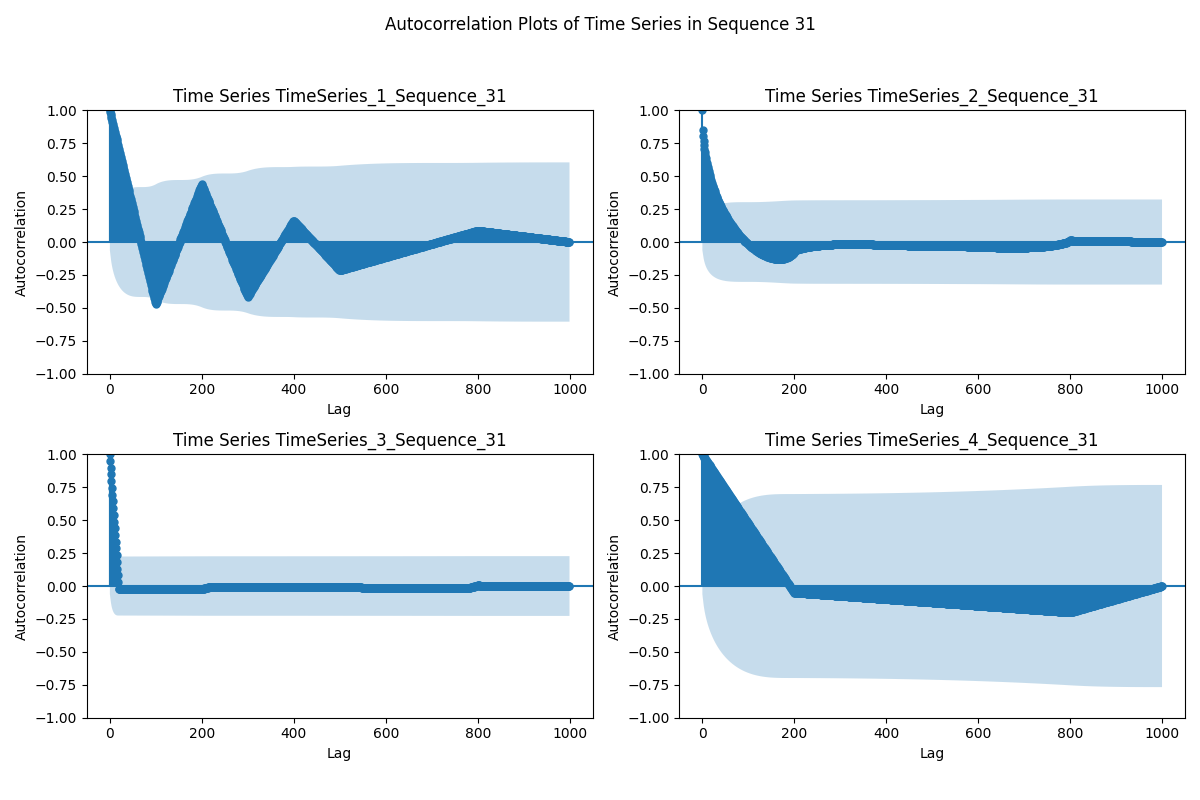 Autocorrelation Plots of Time Series in Sequence 31
Time Series TimeSeries_1_Sequence_31
1.00
0.75
0.50
0.25
0.00
−0.25
−0.50
−0.75
−1.00
Autocorrelation
0 200 400 600 800 1000
Lag
Time Series TimeSeries_2_Sequence_31
1.00
0.75
0.50
0.25
0.00
−0.25
−0.50
−0.75
−1.00
Autocorrelation
0 200 400 600 800 1000
Lag
Time Series TimeSeries_3_Sequence_31
1.00
0.75
0.50
0.25
0.00
−0.25
−0.50
−0.75
−1.00
Autocorrelation
0 200 400 600 800 1000
Lag
Time Series TimeSeries_4_Sequence_31
1.00
0.75
0.50
0.25
0.00
−0.25
−0.50
−0.75
−1.00
Autocorrelation
0 200 400 600 800 1000
Lag